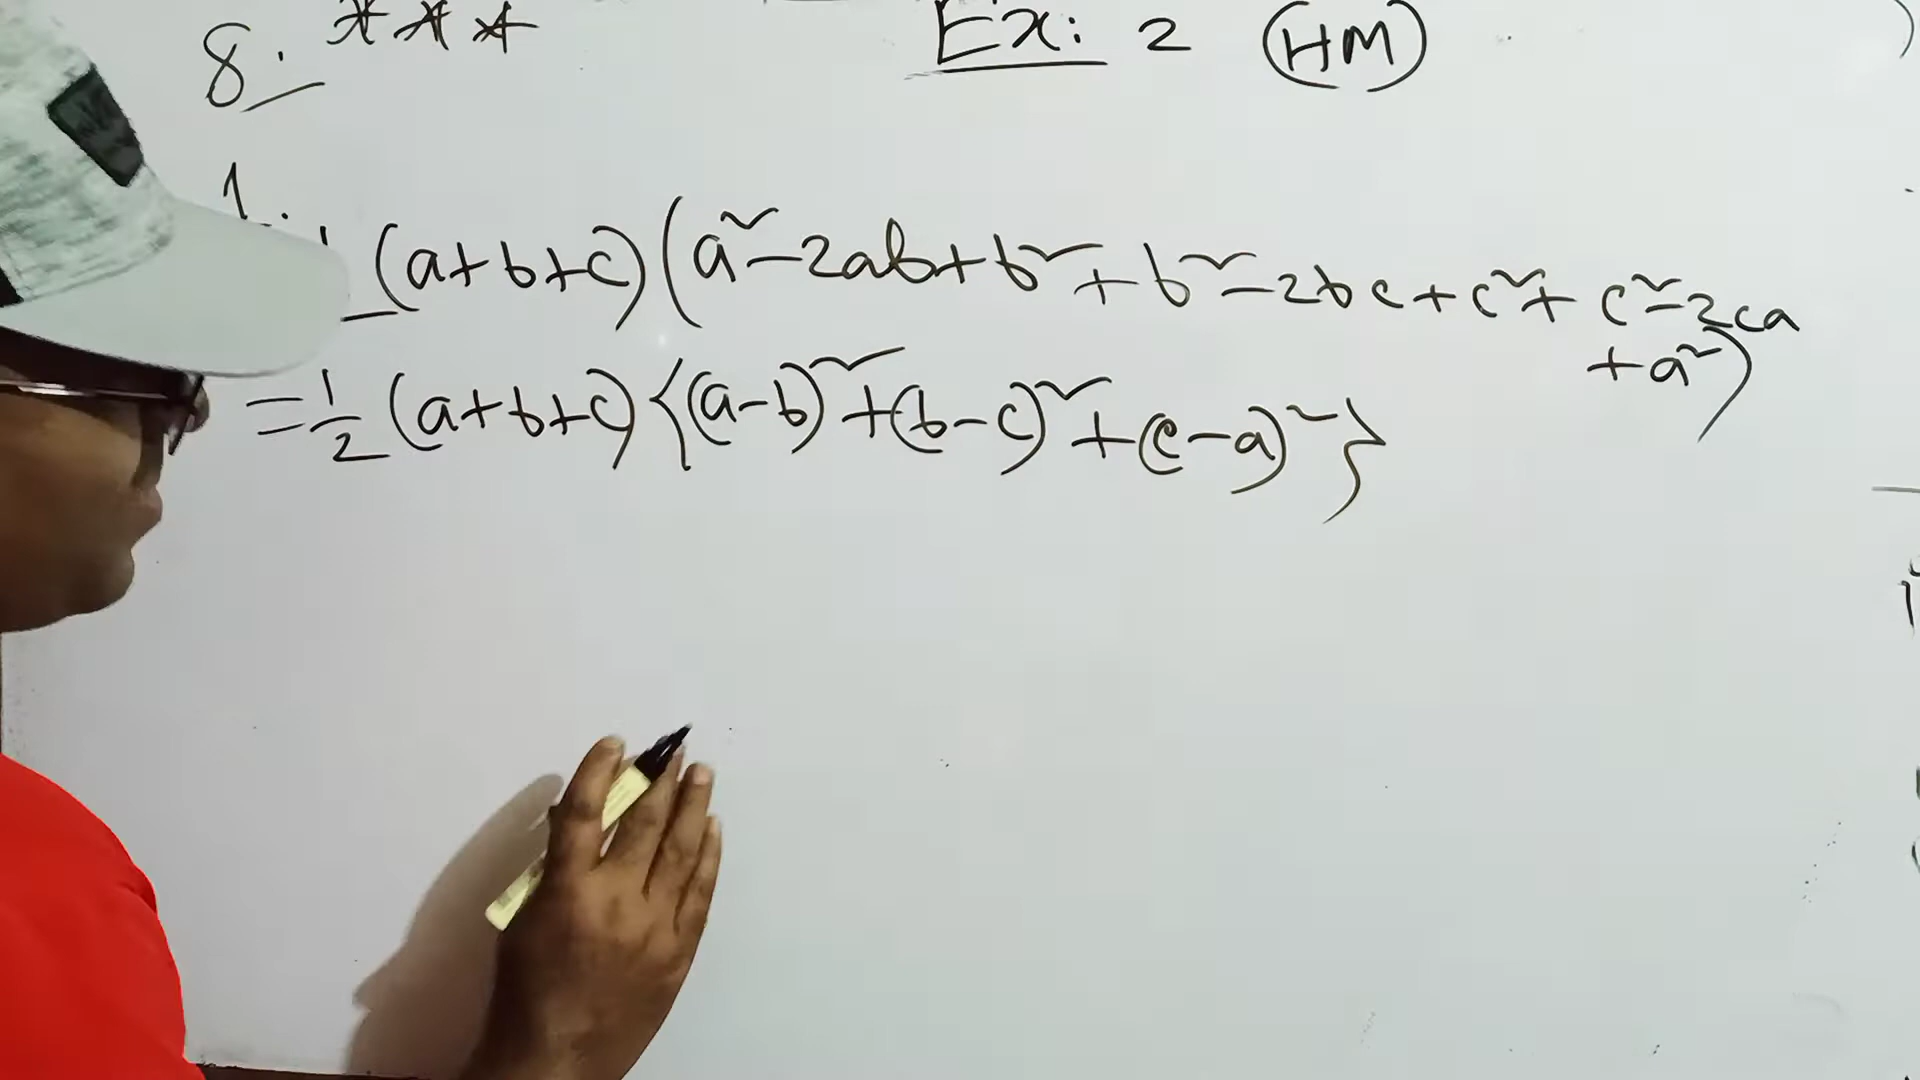 8. *** Ex: 2 (HM)
1.
(a+b+c)(a²-2ab+b²+b²-2bc+c²+c²-2ca
+a²)
=1/2 (a+b+c){(a-b)²+(b-c)²+(c-a)²}